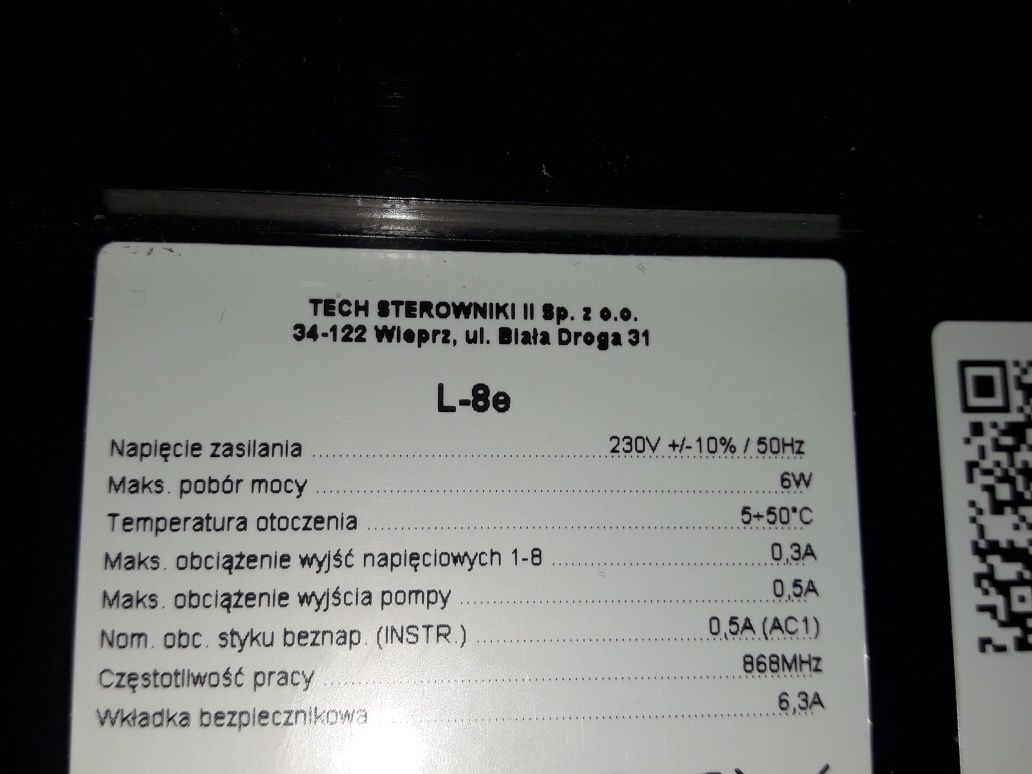 TECH STEROWNIKI II Sp. z o.o.
34-122 Wieprz, ul. Biała Droga 31
L-8e
Napięcie zasilania ........ 230V +/-10% / 50Hz
Maks. pobór mocy ........ 6W
Temperatura otoczenia ........ 5÷50°C
Maks. obciążenie wyjść napięciowych 1-8 ........ 0,3A
Maks. obciążenie wyjścia pompy ........ 0,5A
Nom. obc. styku beznap. (INSTR.) ........ 0,5A (AC1)
Częstotliwość pracy ........ 868MHz
Wkładka bezpiecznikowa ........ 6,3A